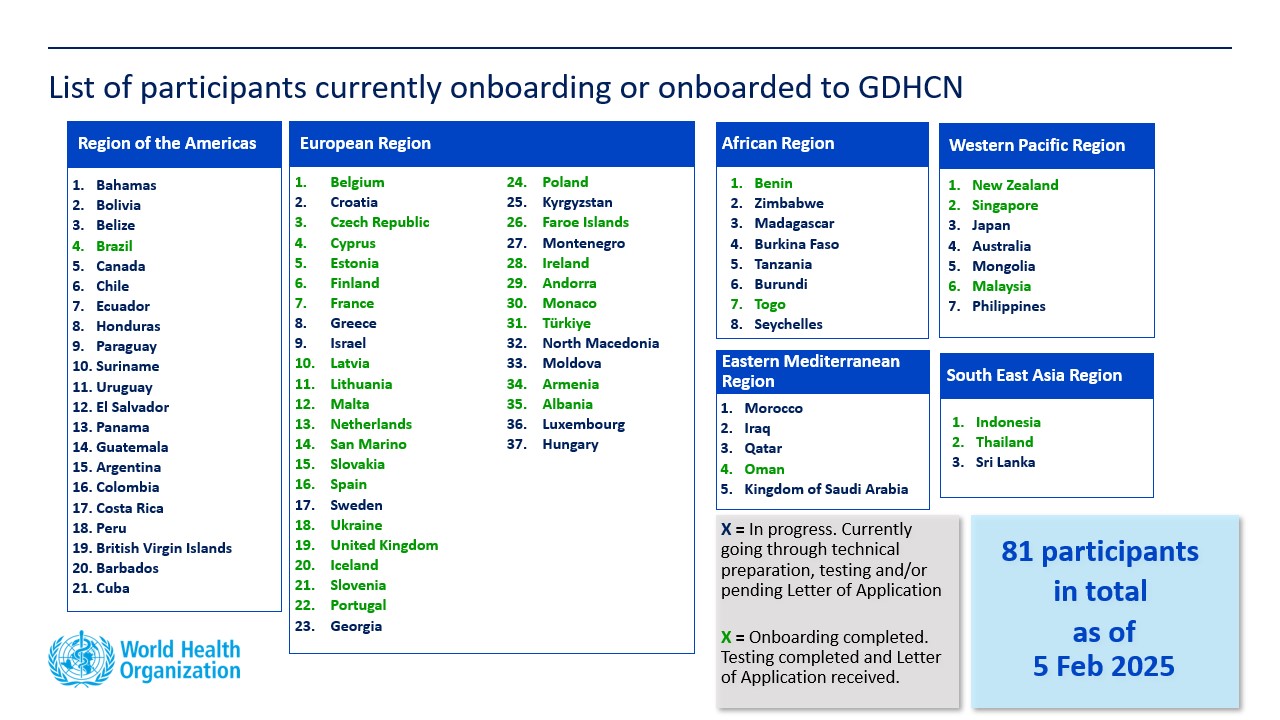 List of participants currently onboarding or onboarded to GDHCN
Region of the Americas
1. Bahamas
2. Bolivia
3. Belize
4. Brazil
5. Canada
6. Chile
7. Ecuador
8. Honduras
9. Paraguay
10. Suriname
11. Uruguay
12. El Salvador
13. Panama
14. Guatemala
15. Argentina
16. Colombia
17. Costa Rica
18. Peru
19. British Virgin Islands
20. Barbados
21. Cuba
European Region
1. Belgium
2. Croatia
3. Czech Republic
4. Cyprus
5. Estonia
6. Finland
7. France
8. Greece
9. Israel
10. Latvia
11. Lithuania
12. Malta
13. Netherlands
14. San Marino
15. Slovakia
16. Spain
17. Sweden
18. Ukraine
19. United Kingdom
20. Iceland
21. Slovenia
22. Portugal
23. Georgia
24. Poland
25. Kyrgyzstan
26. Faroe Islands
27. Montenegro
28. Ireland
29. Andorra
30. Monaco
31. Türkiye
32. North Macedonia
33. Moldova
34. Armenia
35. Albania
36. Luxembourg
37. Hungary
African Region
1. Benin
2. Zimbabwe
3. Madagascar
4. Burkina Faso
5. Tanzania
6. Burundi
7. Togo
8. Seychelles
Western Pacific Region
1. New Zealand
2. Singapore
3. Japan
4. Australia
5. Mongolia
6. Malaysia
7. Philippines
Eastern Mediterranean
Region
1. Morocco
2. Iraq
3. Qatar
4. Oman
5. Kingdom of Saudi Arabia
South East Asia Region
1. Indonesia
2. Thailand
3. Sri Lanka
X = In progress. Currently
going through technical
preparation, testing and/or
pending Letter of Application
X = Onboarding completed.
Testing completed and Letter
of Application received.
81 participants
in total
as of
5 Feb 2025
World Health
Organization